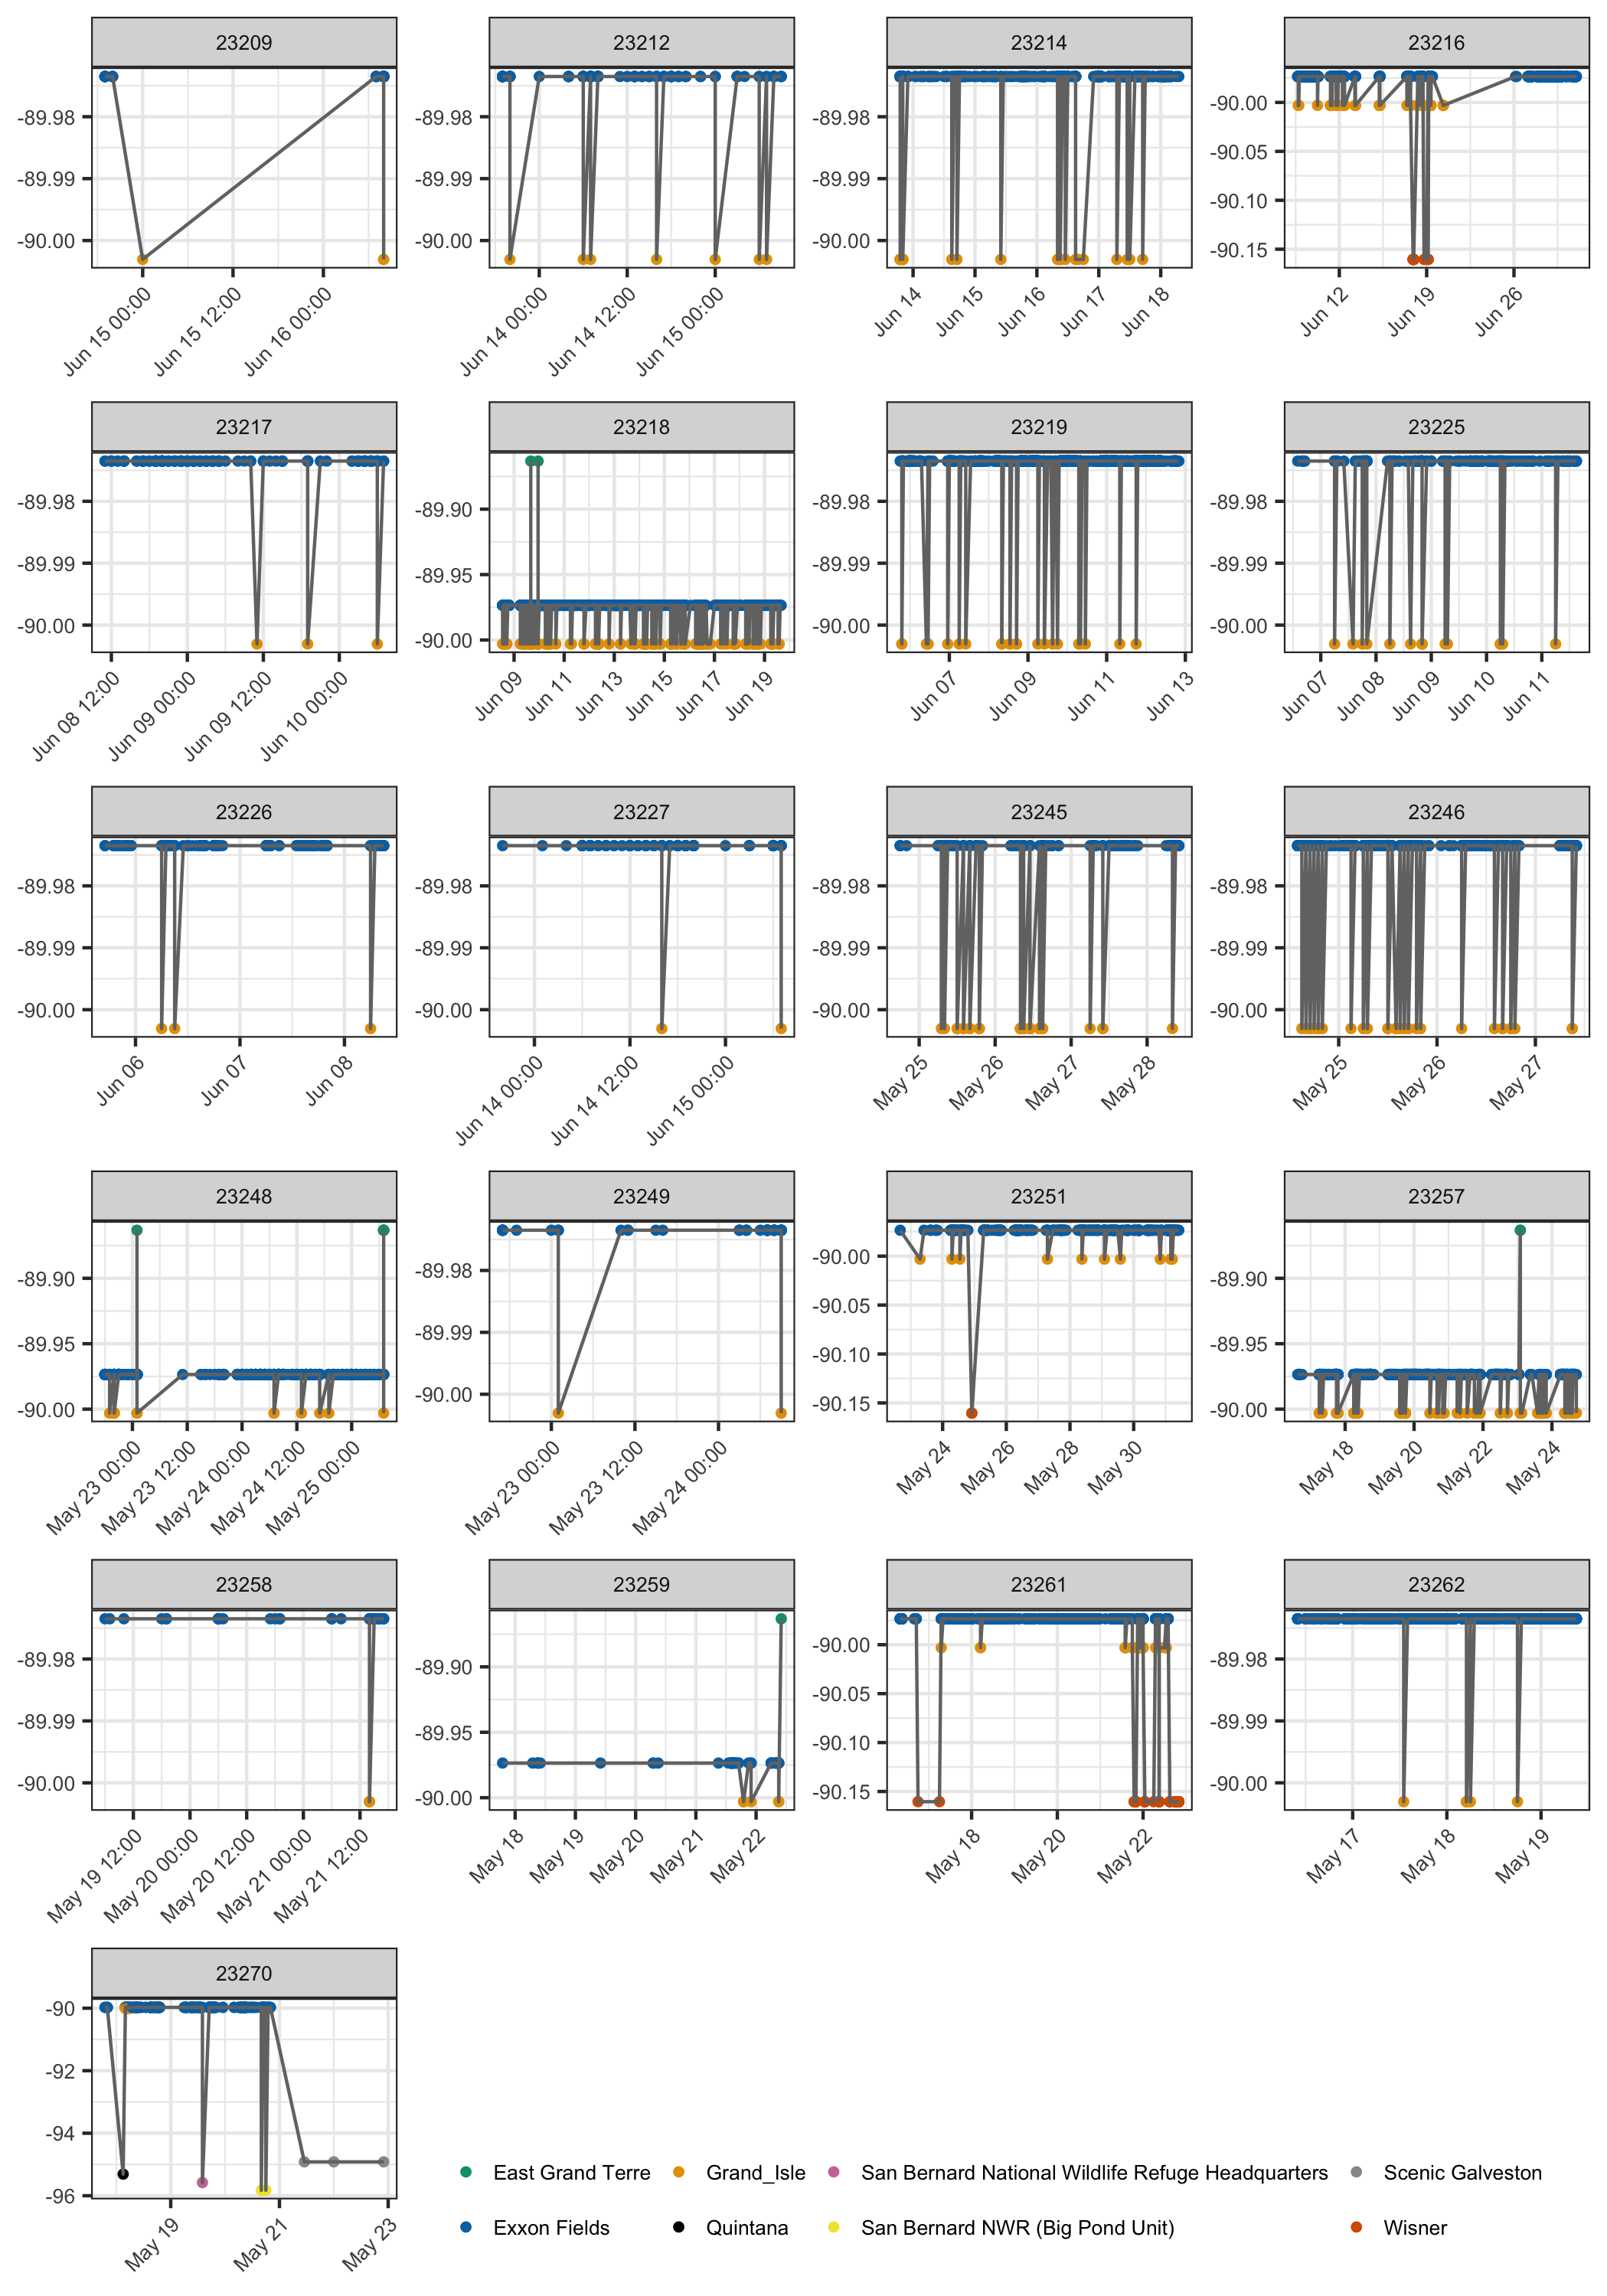 23209
23212
23214
23216
-89.98
-89.99
-90.00
Jun 15 00:00
Jun 15 12:00
Jun 16 00:00
-89.98
-89.99
-90.00
Jun 14 00:00
Jun 14 12:00
Jun 15 00:00
-89.98
-89.99
-90.00
Jun 14
Jun 15
Jun 16
Jun 17
Jun 18
-90.00
-90.05
-90.10
-90.15
Jun 12
Jun 19
Jun 26
23217
23218
23219
23225
-89.98
-89.99
-90.00
Jun 08 12:00
Jun 09 00:00
Jun 09 12:00
Jun 10 00:00
-89.90
-89.95
-90.00
Jun 09
Jun 11
Jun 13
Jun 15
Jun 17
Jun 19
-89.98
-89.99
-90.00
Jun 07
Jun 09
Jun 11
Jun 13
-89.98
-89.99
-90.00
Jun 07
Jun 08
Jun 09
Jun 10
Jun 11
23226
23227
23245
23246
-89.98
-89.99
-90.00
Jun 06
Jun 07
Jun 08
-89.98
-89.99
-90.00
Jun 14 00:00
Jun 14 12:00
Jun 15 00:00
-89.98
-89.99
-90.00
May 25
May 26
May 27
May 28
-89.98
-89.99
-90.00
May 25
May 26
May 27
23248
23249
23251
23257
-89.90
-89.95
-90.00
May 23 00:00
May 23 12:00
May 24 00:00
May 24 12:00
May 25 00:00
-89.98
-89.99
-90.00
May 23 00:00
May 23 12:00
May 24 00:00
-90.00
-90.05
-90.10
-90.15
May 24
May 26
May 28
May 30
-89.90
-89.95
-90.00
May 18
May 20
May 22
May 24
23258
23259
23261
23262
-89.98
-89.99
-90.00
May 19 12:00
May 20 00:00
May 20 12:00
May 21 00:00
May 21 12:00
-89.90
-89.95
-90.00
May 18
May 19
May 20
May 21
May 22
-90.00
-90.05
-90.10
-90.15
May 18
May 20
May 22
-89.98
-89.99
-90.00
May 17
May 18
May 19
23270
-90
-92
-94
-96
May 19
May 21
May 23
East Grand Terre
Grand_Isle
San Bernard National Wildlife Refuge Headquarters
Scenic Galveston
Exxon Fields
Quintana
San Bernard NWR (Big Pond Unit)
Wisner